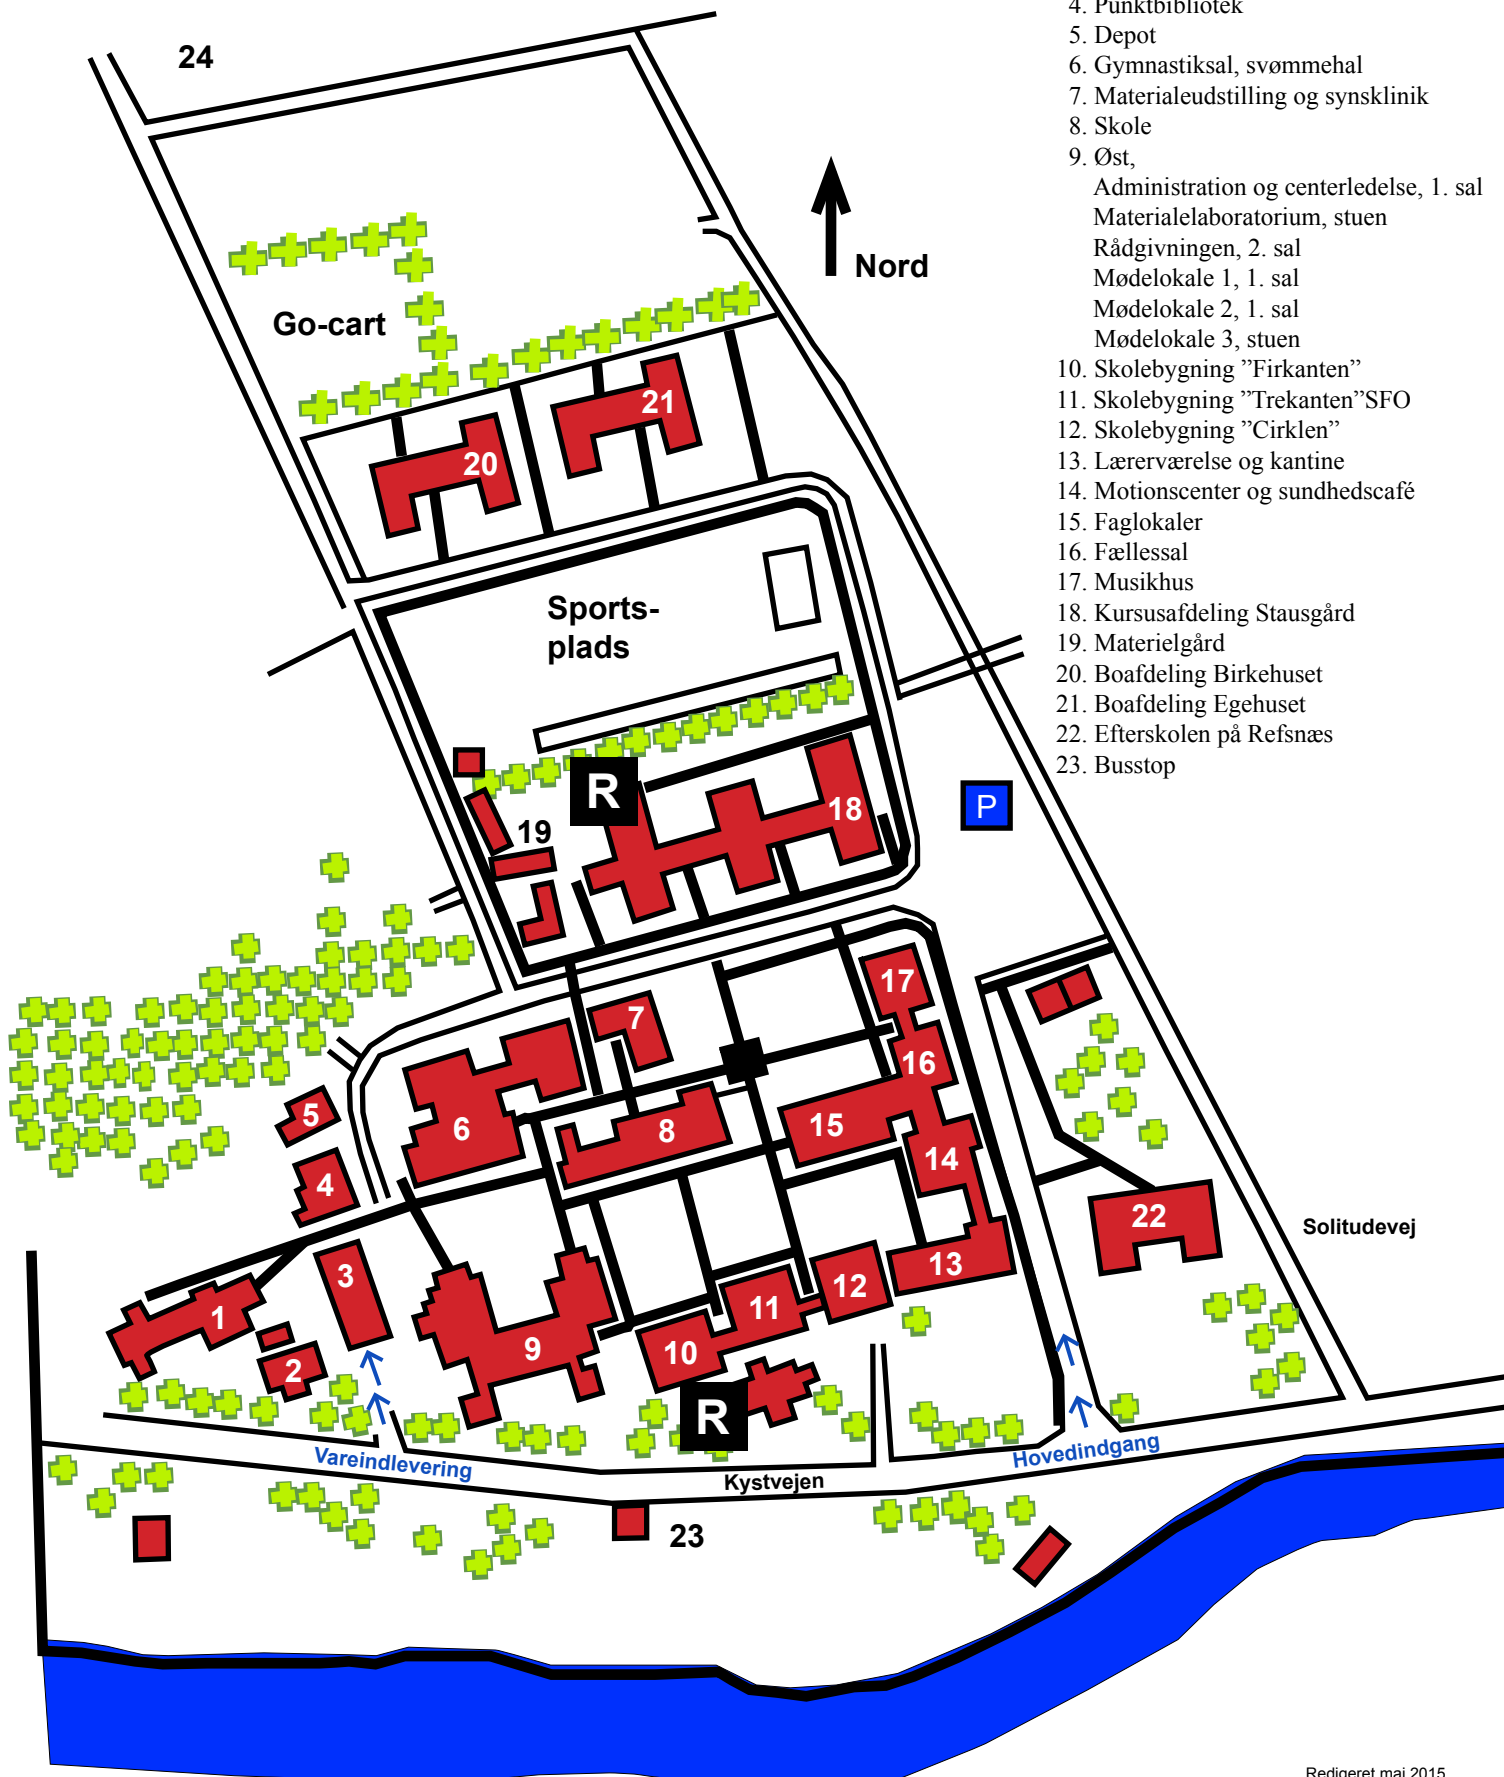 4. Punktbibliotek
5. Depot
6. Gymnastiksal, svømmehal
7. Materialeudstilling og synsklinik
8. Skole
9. Øst,
Administration og centerledelse, 1. sal
Materialelaboratorium, stuen
Rådgivningen, 2. sal
Mødelokale 1, 1. sal
Mødelokale 2, 1. sal
Mødelokale 3, stuen
10. Skolebygning ”Firkanten”
11. Skolebygning ”Trekanten”SFO
12. Skolebygning ”Cirklen”
13. Lærerværelse og kantine
14. Motionscenter og sundhedscafé
15. Faglokaler
16. Fællessal
17. Musikhus
18. Kursusafdeling Stausgård
19. Materielgård
20. Boafdeling Birkehuset
21. Boafdeling Egehuset
22. Efterskolen på Refsnæs
23. Busstop
24
Nord
Go-cart
21
20
Sports-
plads
R
18
P
19
17
7
16
5
6
8
15
14
4
22
Solitudevej
3
13
1
12
11
9
10
2
R
Vareindlevering
Hovedindgang
Kystvejen
23
Redigeret maj 2015